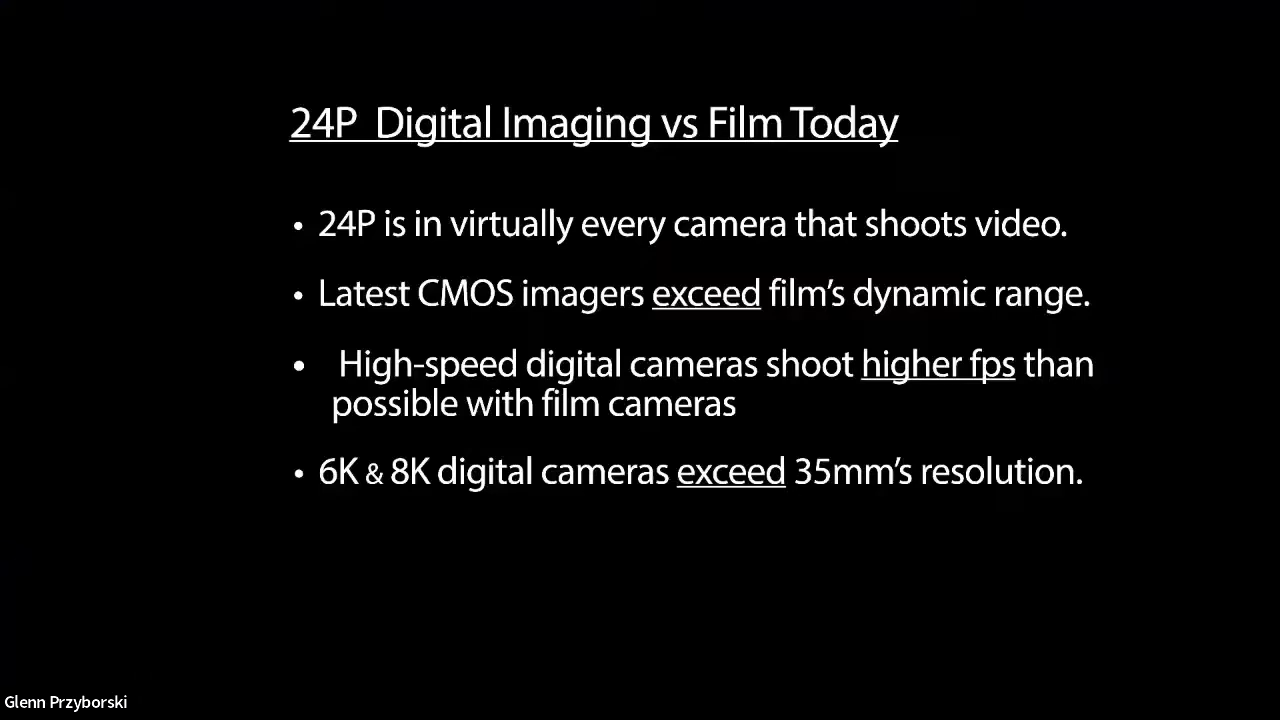 24P  Digital Imaging vs Film Today
• 24P is in virtually every camera that shoots video.
• Latest CMOS imagers exceed film’s dynamic range.
•  High-speed digital cameras shoot higher fps than
possible with film cameras
• 6K & 8K digital cameras exceed 35mm’s resolution.
Glenn Przyborski